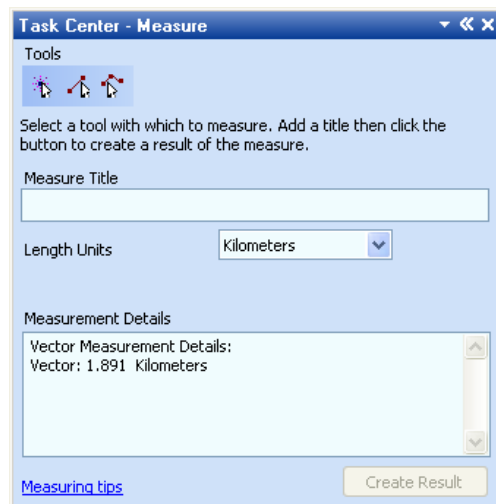 Task Center - Measure
Tools
Select a tool with which to measure. Add a title then click the
button to create a result of the measure.
Measure Title
Length Units
Kilometers
Measurement Details
Vector Measurement Details:
Vector: 1.891 Kilometers
Measuring tips
Create Result